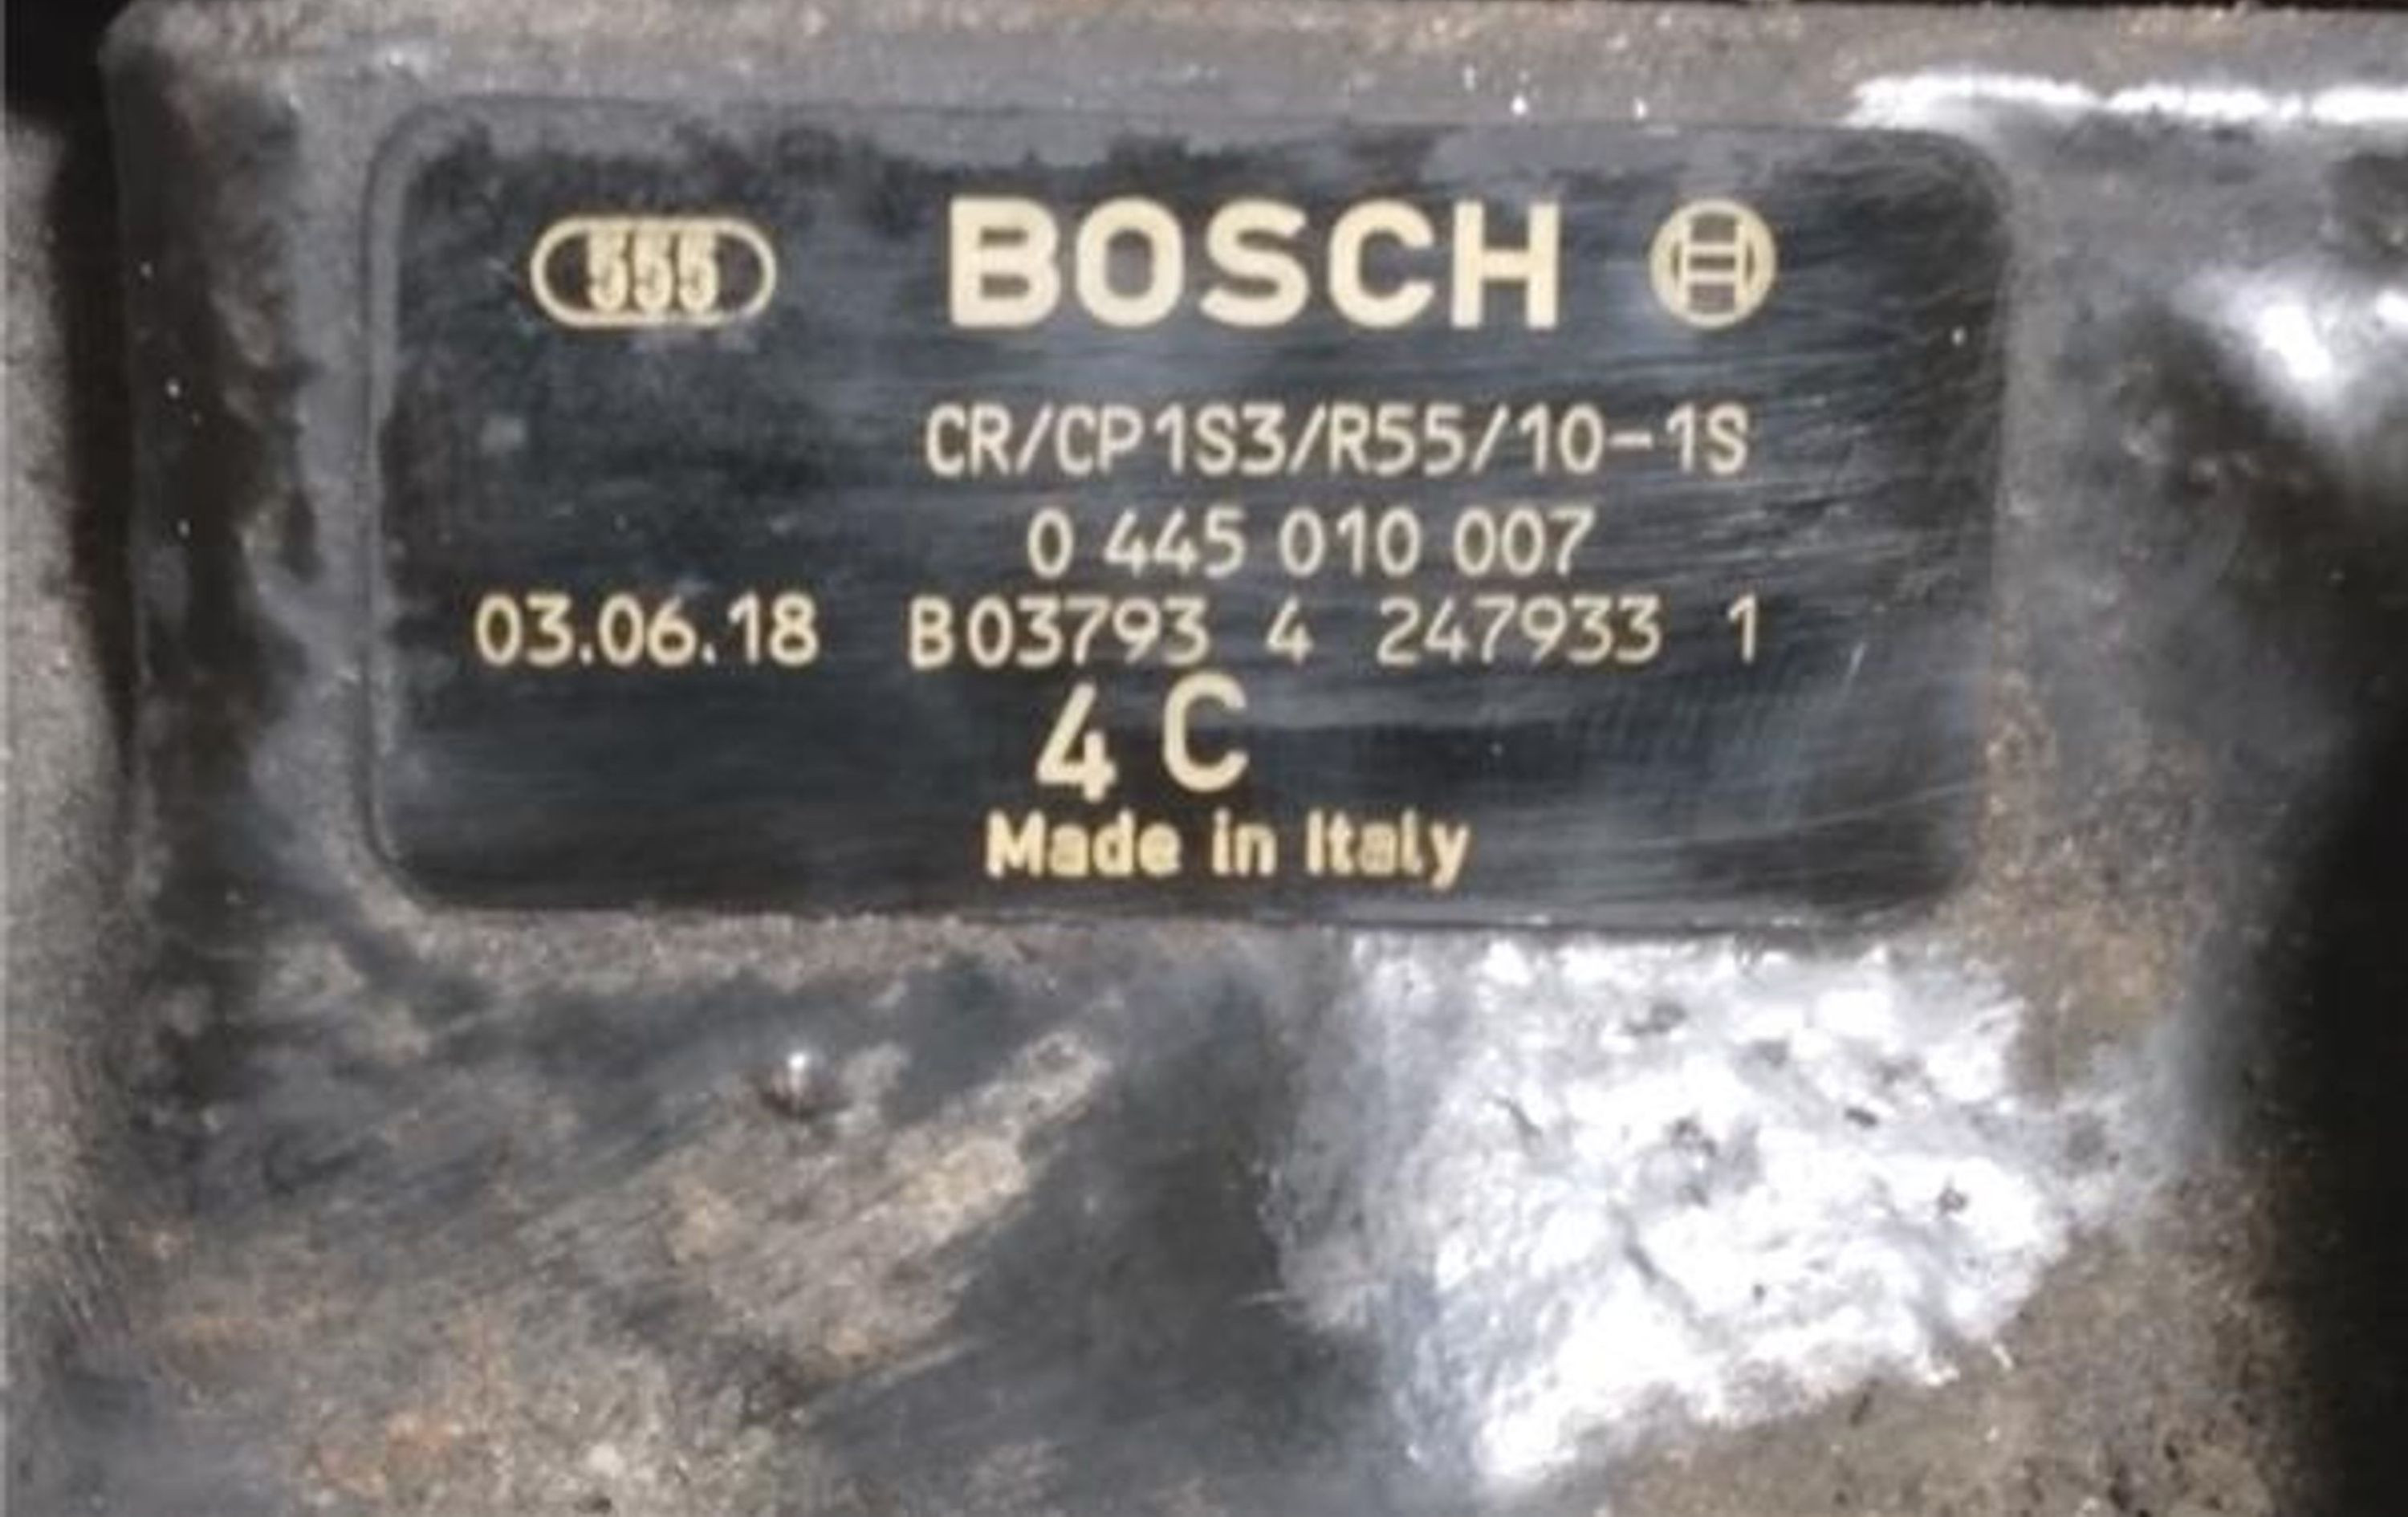 555 BOSCH
CR/CP1S3/R55/10-1S
0 445 010 007
03.06.18 B03793 4 247933 1
4 C
Made in Italy